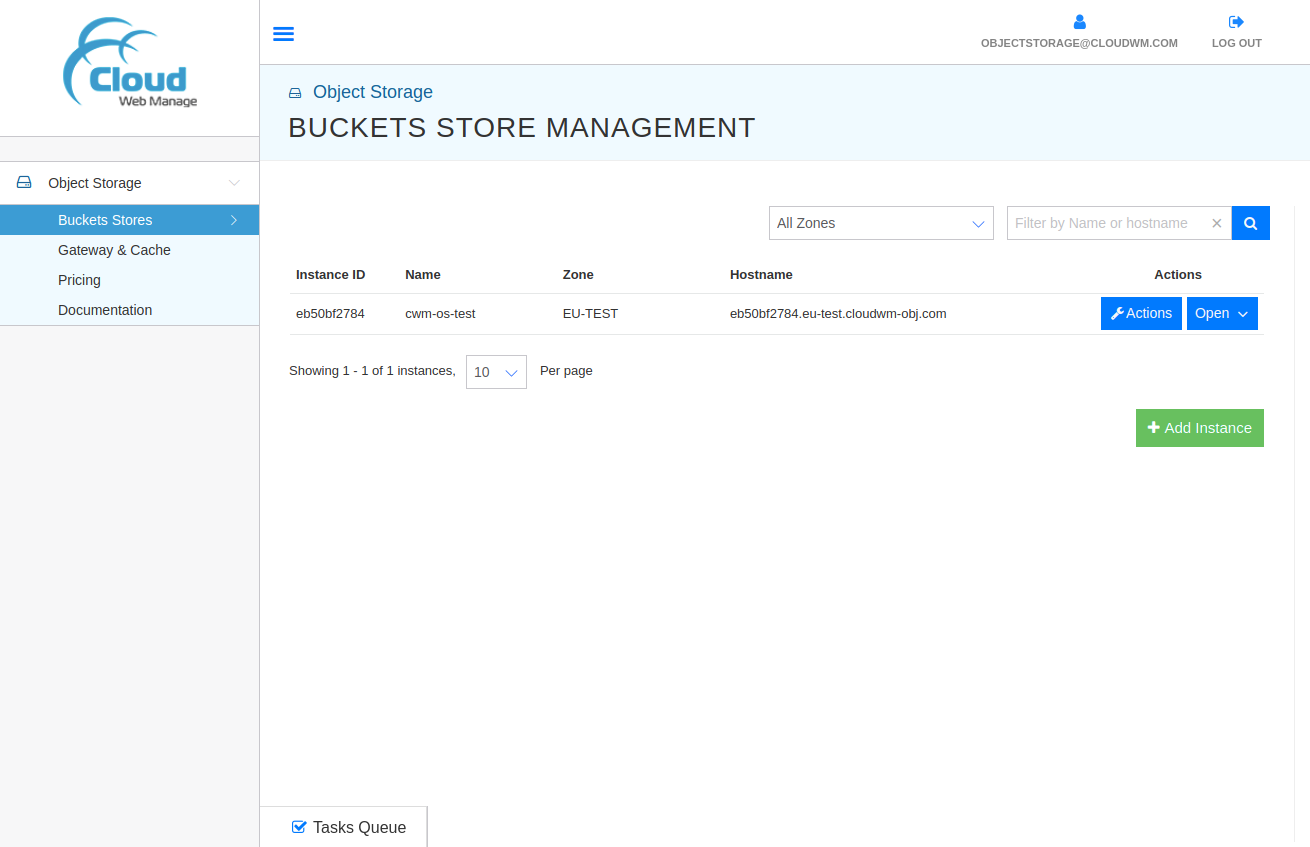 Cloud
Web Manage
OBJECTSTORAGE@CLOUDWM.COM
LOG OUT
Object Storage
BUCKETS STORE MANAGEMENT
Object Storage
Buckets Stores
Gateway & Cache
Pricing
Documentation
All Zones
Filter by Name or hostname
Instance ID Name Zone Hostname Actions
eb50bf2784 cwm-os-test EU-TEST eb50bf2784.eu-test.cloudwm-obj.com Actions Open
Showing 1 - 1 of 1 instances, 10 Per page
Add Instance
Tasks Queue